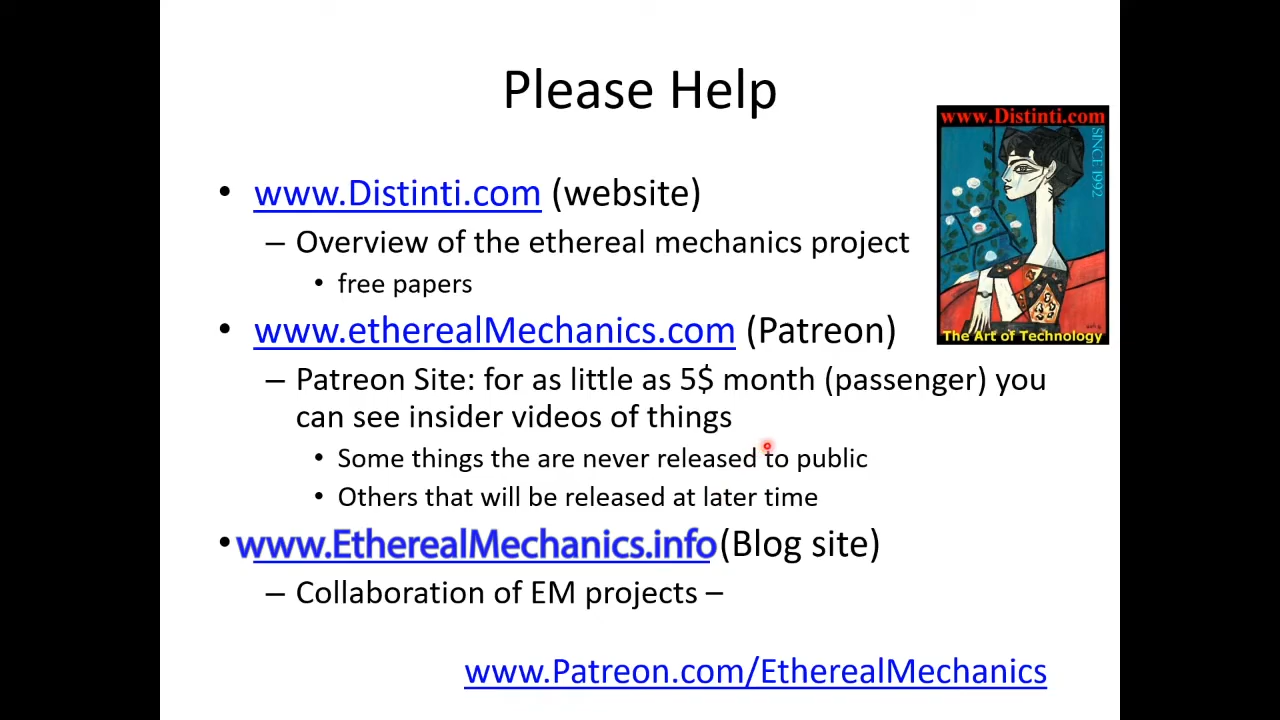 Please Help
www.Distinti.com
SINCE 1992
The Art of Technology
• www.Distinti.com (website)
– Overview of the ethereal mechanics project
• free papers
• www.etherealMechanics.com (Patreon)
– Patreon Site: for as little as 5$ month (passenger) you
can see insider videos of things
• Some things the are never released to public
• Others that will be released at later time
• www.EtherealMechanics.info (Blog site)
– Collaboration of EM projects –
www.Patreon.com/EtherealMechanics